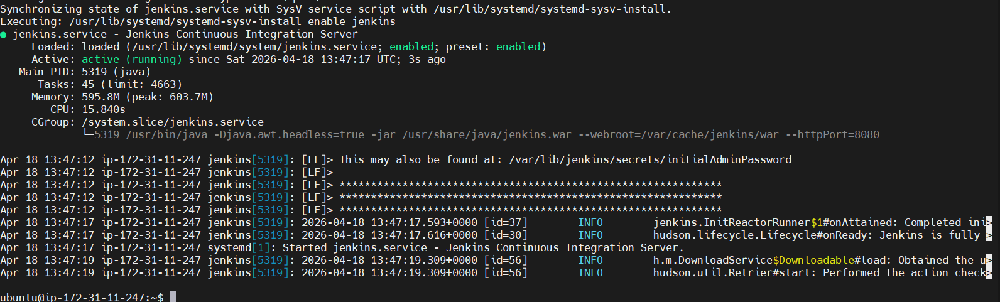 Synchronizing state of jenkins.service with SysV service script with /usr/lib/systemd/systemd-sysv-install.
Executing: /usr/lib/systemd/systemd-sysv-install enable jenkins
● jenkins.service - Jenkins Continuous Integration Server
     Loaded: loaded (/usr/lib/systemd/system/jenkins.service; enabled; preset: enabled)
     Active: active (running) since Sat 2026-04-18 13:47:17 UTC; 3s ago
   Main PID: 5319 (java)
      Tasks: 45 (limit: 4663)
     Memory: 595.8M (peak: 603.7M)
        CPU: 15.840s
     CGroup: /system.slice/jenkins.service
             └─5319 /usr/bin/java -Djava.awt.headless=true -jar /usr/share/java/jenkins.war --webroot=/var/cache/jenkins/war --httpPort=8080
Apr 18 13:47:12 ip-172-31-11-247 jenkins[5319]: [LF]> This may also be found at: /var/lib/jenkins/secrets/initialAdminPassword
Apr 18 13:47:12 ip-172-31-11-247 jenkins[5319]: [LF]>
Apr 18 13:47:12 ip-172-31-11-247 jenkins[5319]: [LF]> *************************************************************
Apr 18 13:47:12 ip-172-31-11-247 jenkins[5319]: [LF]> *************************************************************
Apr 18 13:47:12 ip-172-31-11-247 jenkins[5319]: [LF]> *************************************************************
Apr 18 13:47:17 ip-172-31-11-247 jenkins[5319]: 2026-04-18 13:47:17.593+0000 [id=37]        INFO        jenkins.InitReactorRunner$1#onAttained: Completed ini>
Apr 18 13:47:17 ip-172-31-11-247 jenkins[5319]: 2026-04-18 13:47:17.616+0000 [id=30]        INFO        hudson.lifecycle.Lifecycle#onReady: Jenkins is fully >
Apr 18 13:47:17 ip-172-31-11-247 systemd[1]: Started jenkins.service - Jenkins Continuous Integration Server.
Apr 18 13:47:19 ip-172-31-11-247 jenkins[5319]: 2026-04-18 13:47:19.309+0000 [id=56]        INFO        h.m.DownloadService$Downloadable#load: Obtained the u>
Apr 18 13:47:19 ip-172-31-11-247 jenkins[5319]: 2026-04-18 13:47:19.309+0000 [id=56]        INFO        hudson.util.Retrier#start: Performed the action check>
ubuntu@ip-172-31-11-247:~$